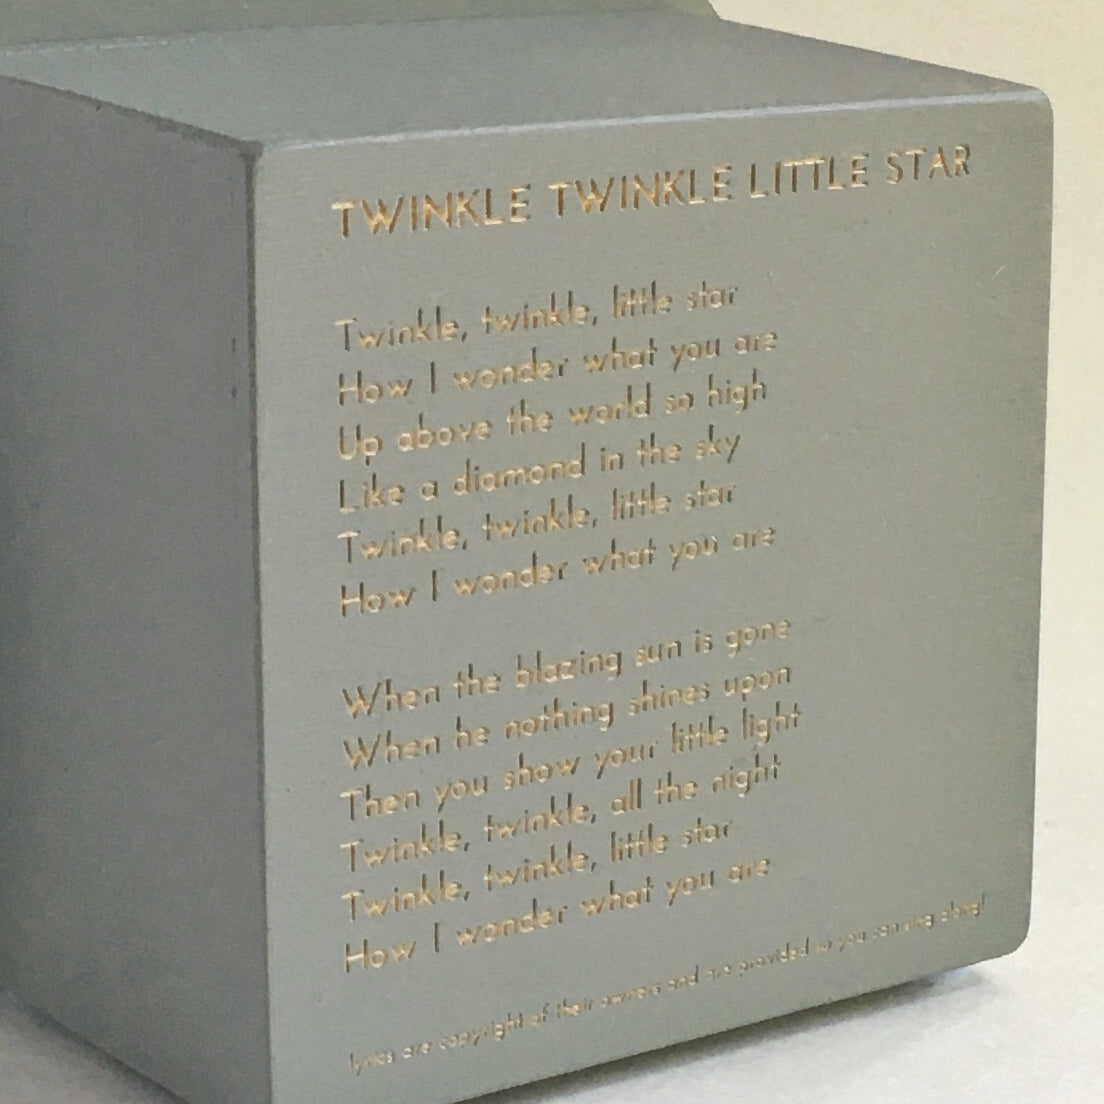 TWINKLE TWINKLE LITTLE STAR
Twinkle, twinkle, little star
How I wonder what you are
Up above the world so high
Like a diamond in the sky
Twinkle, twinkle, little star
How I wonder what you are
When the blazing sun is gone
When he nothing shines upon
Then you show your little light
Twinkle, twinkle, all the night
Twinkle, twinkle, little star
How I wonder what you are
lyrics are copyright of their owners and are provided so you can sing along!